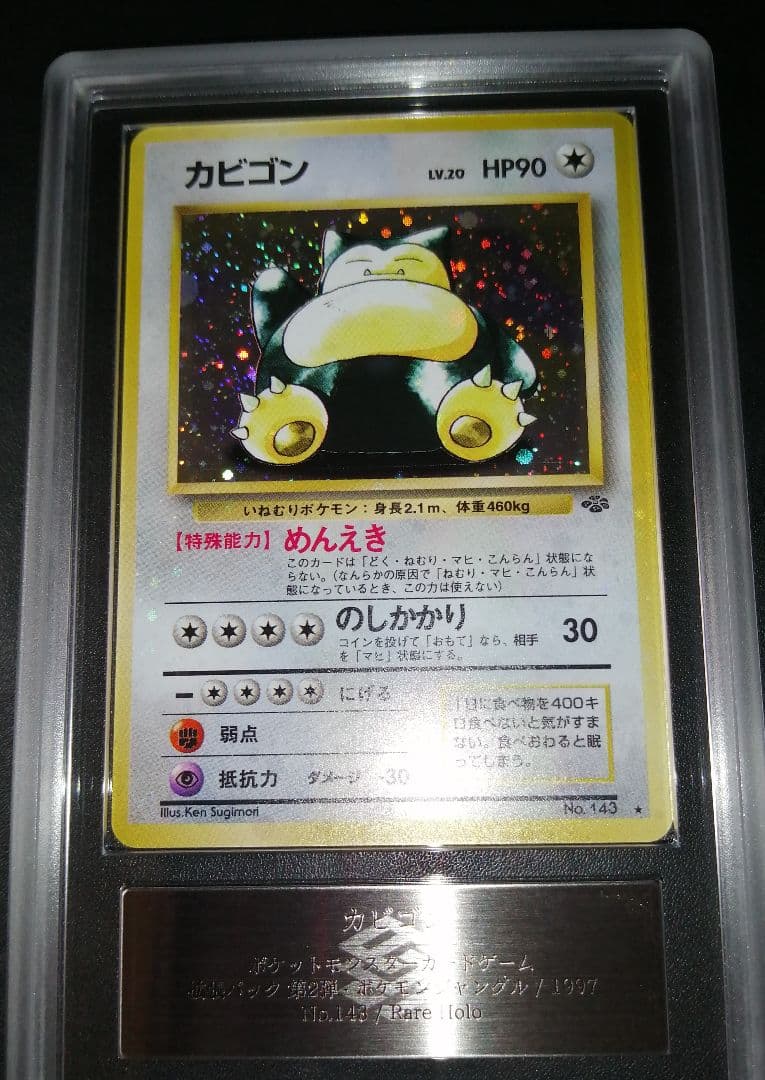 カビゴン LV.20 HP90
いねむりポケモン：身長2.1m、体重460kg
【特殊能力】めんえき
このカードは「どく・ねむり・マヒ・こんらん」状態にな
らない。（なんらかの原因で「ねむり・マヒ・こんらん」状
態になっているとき、この力は使えない）
のしかかり 30
コインを投げて「おもて」なら、相手
を「マヒ」状態にする。
にげる
弱点
抵抗力 ダメージ -30
1日に食べ物を400キ
ロ食べないと気がすま
ない。食べおわると眠
ってしまう。
Illus.Ken Sugimori No. 143 ★
カビゴン
ポケットモンスターカードゲーム
拡張パック 第2弾・ポケモンジャングル / 1997
No.143 / Rare Holo